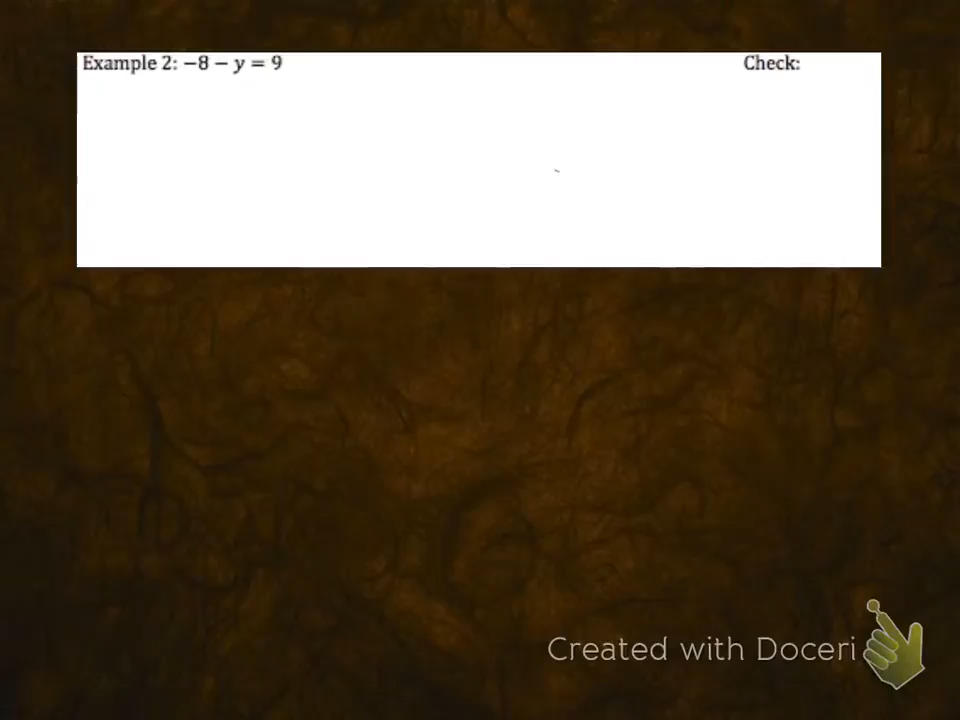 Example 2: −8 − y = 9 Check:
Created with Doceri